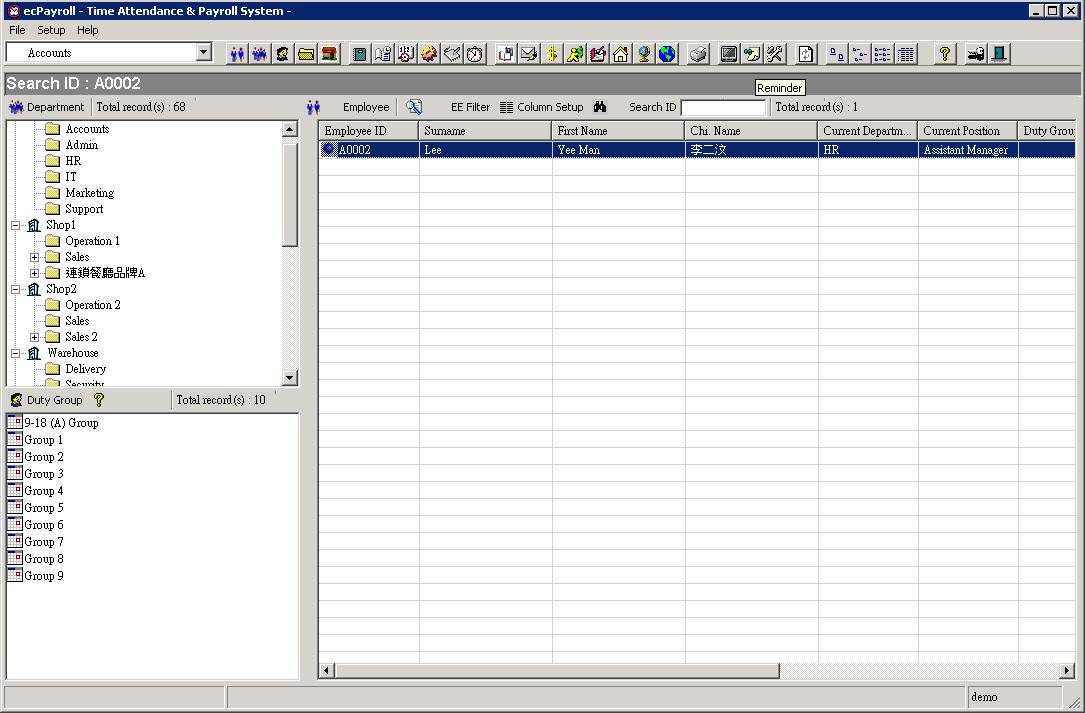 ecPayroll - Time Attendance & Payroll System -
File Setup Help
Accounts
Search ID : A0002
Reminder
Department Total record(s) : 68
Employee EE Filter Column Setup Search ID Total record(s) : 1
Accounts
Admin
HR
IT
Marketing
Support
Shop1
Operation 1
Sales
連鎖餐廳品牌A
Shop2
Operation 2
Sales
Sales 2
Warehouse
Delivery
Security
Duty Group Total record(s) : 10
9-18 (A) Group
Group 1
Group 2
Group 3
Group 4
Group 5
Group 6
Group 7
Group 8
Group 9
Employee ID Surname First Name Chi. Name Current Departm... Current Position Duty Grou
A0002 Lee Yee Man 李二汶 HR Assistant Manager
demo